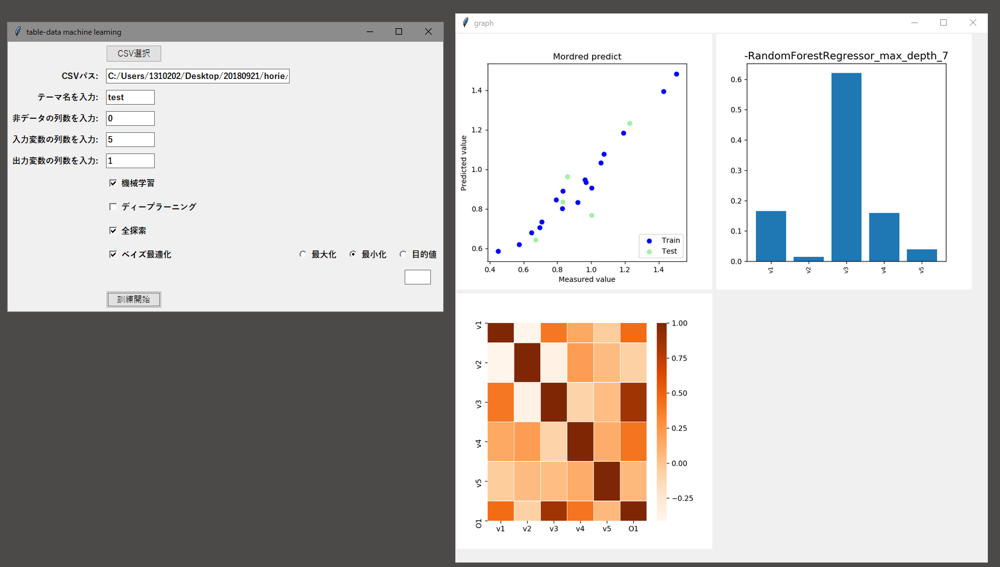 table-data machine learning
CSV選択
CSVパス: C:/Users/1310202/Desktop/20180921/horie/
テーマ名を入力: test
非データの列数を入力: 0
入力変数の列数を入力: 5
出力変数の列数を入力: 1
機械学習
ディープラーニング
全探索
ベイズ最適化 最大化 最小化 目的値
訓練開始
graph
Mordred predict
Predicted value
1.4
1.2
1.0
0.8
0.6
0.4 0.6 0.8 1.0 1.2 1.4
Measured value
Train
Test
-RandomForestRegressor_max_depth_7
0.6
0.5
0.4
0.3
0.2
0.1
0.0
v1 v2 v3 v4 v5
v1
v2
v3
v4
v5
O1
v1 v2 v3 v4 v5 O1
1.00
0.75
0.50
0.25
0.00
−0.25